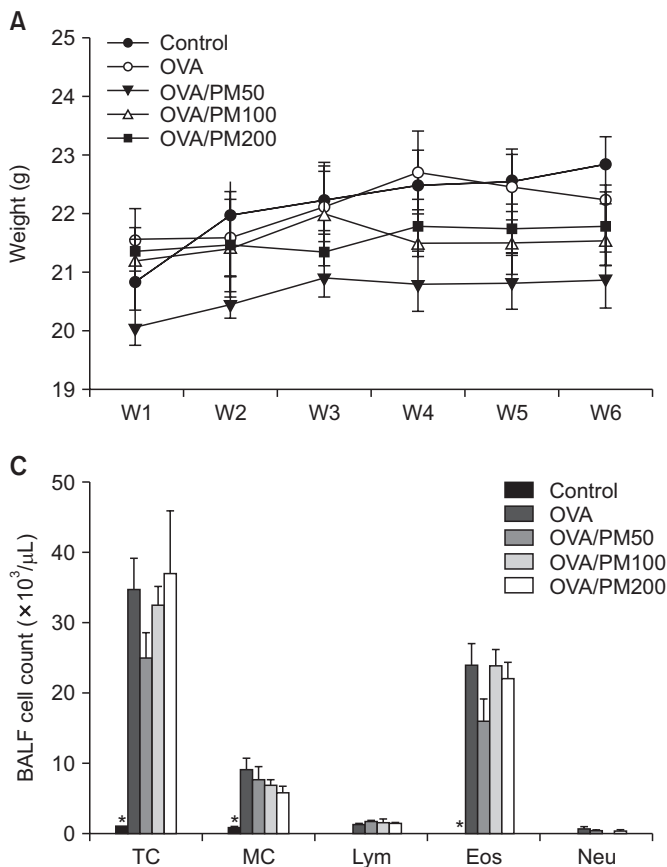 A
25
24
23
22
21
20
19
Weight (g)
Control
OVA
OVA/PM50
OVA/PM100
OVA/PM200
W1 W2 W3 W4 W5 W6
C
50
40
30
20
10
0
BALF cell count (×10³/μL)
Control
OVA
OVA/PM50
OVA/PM100
OVA/PM200
* * *
TC MC Lym Eos Neu